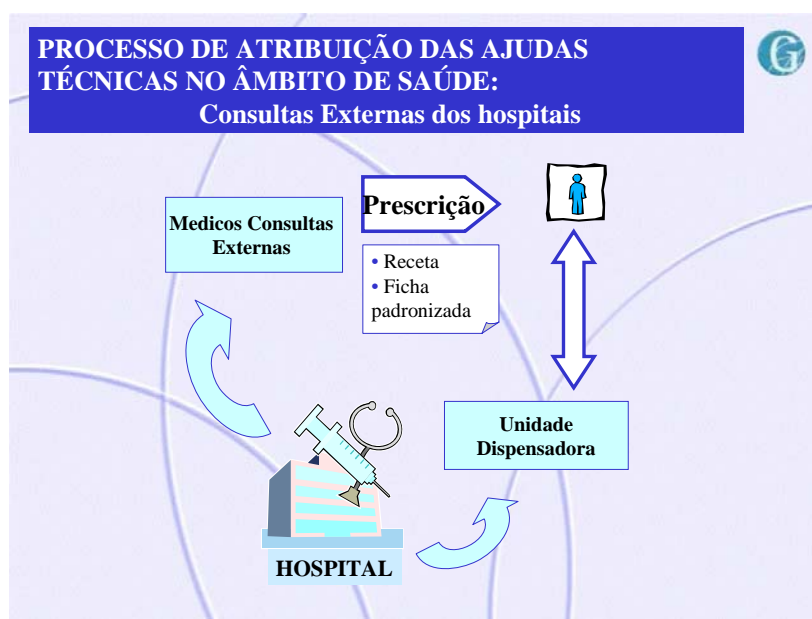 PROCESSO DE ATRIBUIÇÃO DAS AJUDAS
TÉCNICAS NO ÂMBITO DE SAÚDE:
Consultas Externas dos hospitais
Medicos Consultas
Externas
Prescrição
• Receta
• Ficha
padronizada
Unidade
Dispensadora
HOSPITAL